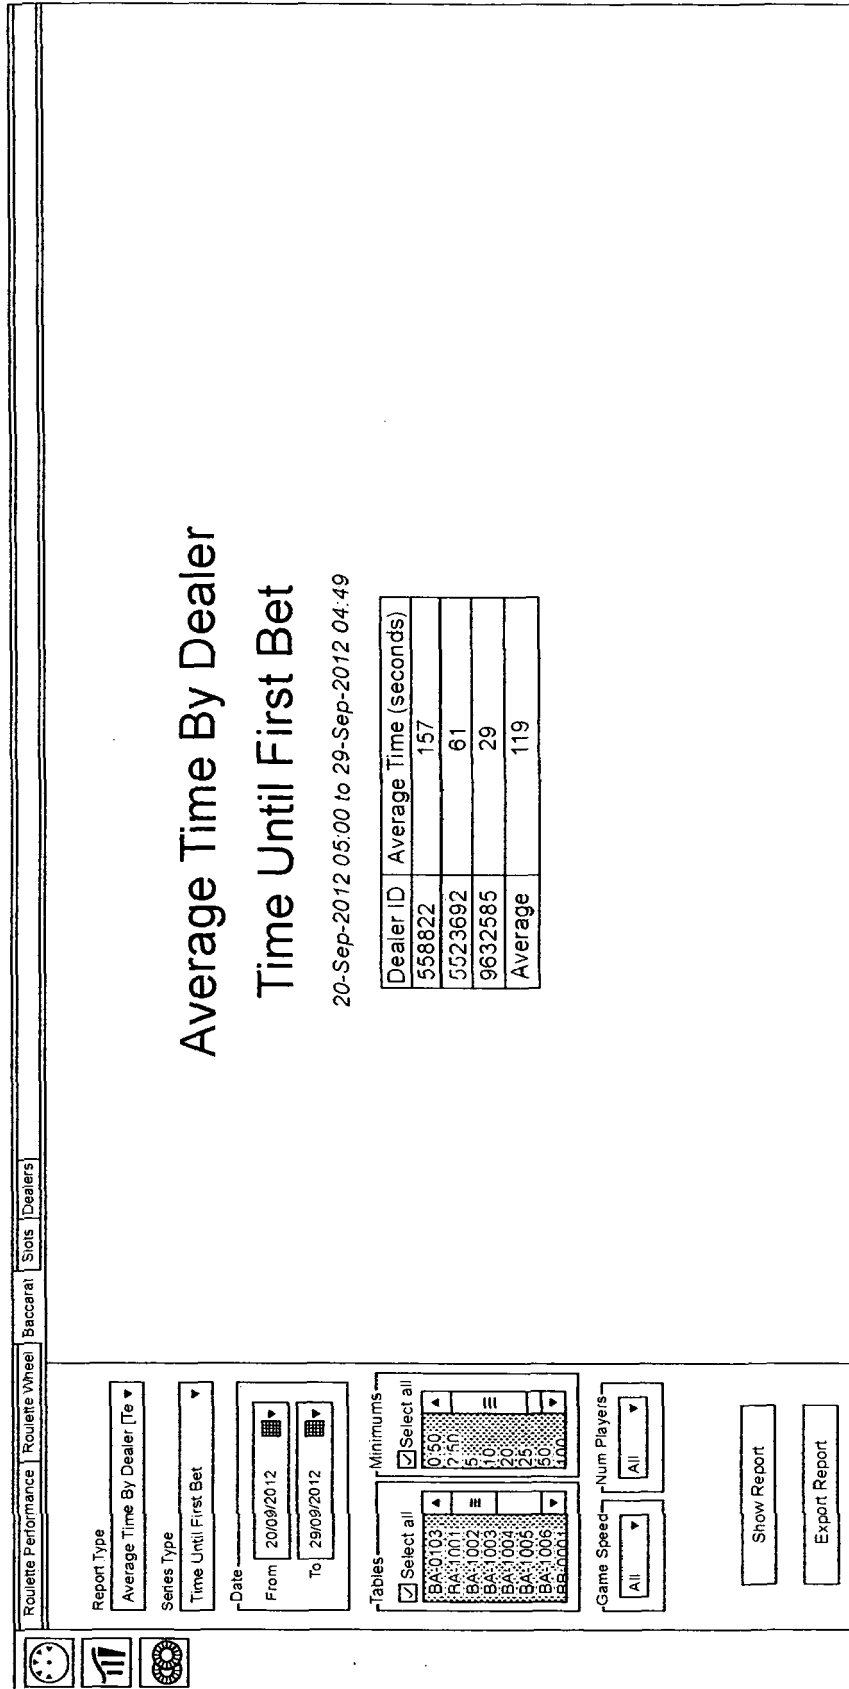 Roulette Performance Roulette Wheel Baccarat Slots Dealers
Report Type
Average Time By Dealer [Te
Series Type
Time Until First Bet
Date
From 20/09/2012
To 29/09/2012
Tables
Select all
BA-0103
RA-1001
BA-1002
BA-1003
BA-1004
BA-1005
BA-1006
BB-0001
Minimums
Select all
0.50
2.50
5
10
20
25
50
100
Game Speed
All
Num Players
All
Show Report
Export Report
Average Time By Dealer
Time Until First Bet
20-Sep-2012 05:00 to 29-Sep-2012 04:49
Dealer ID Average Time (seconds)
558822 157
5523692 61
9632585 29
Average 119